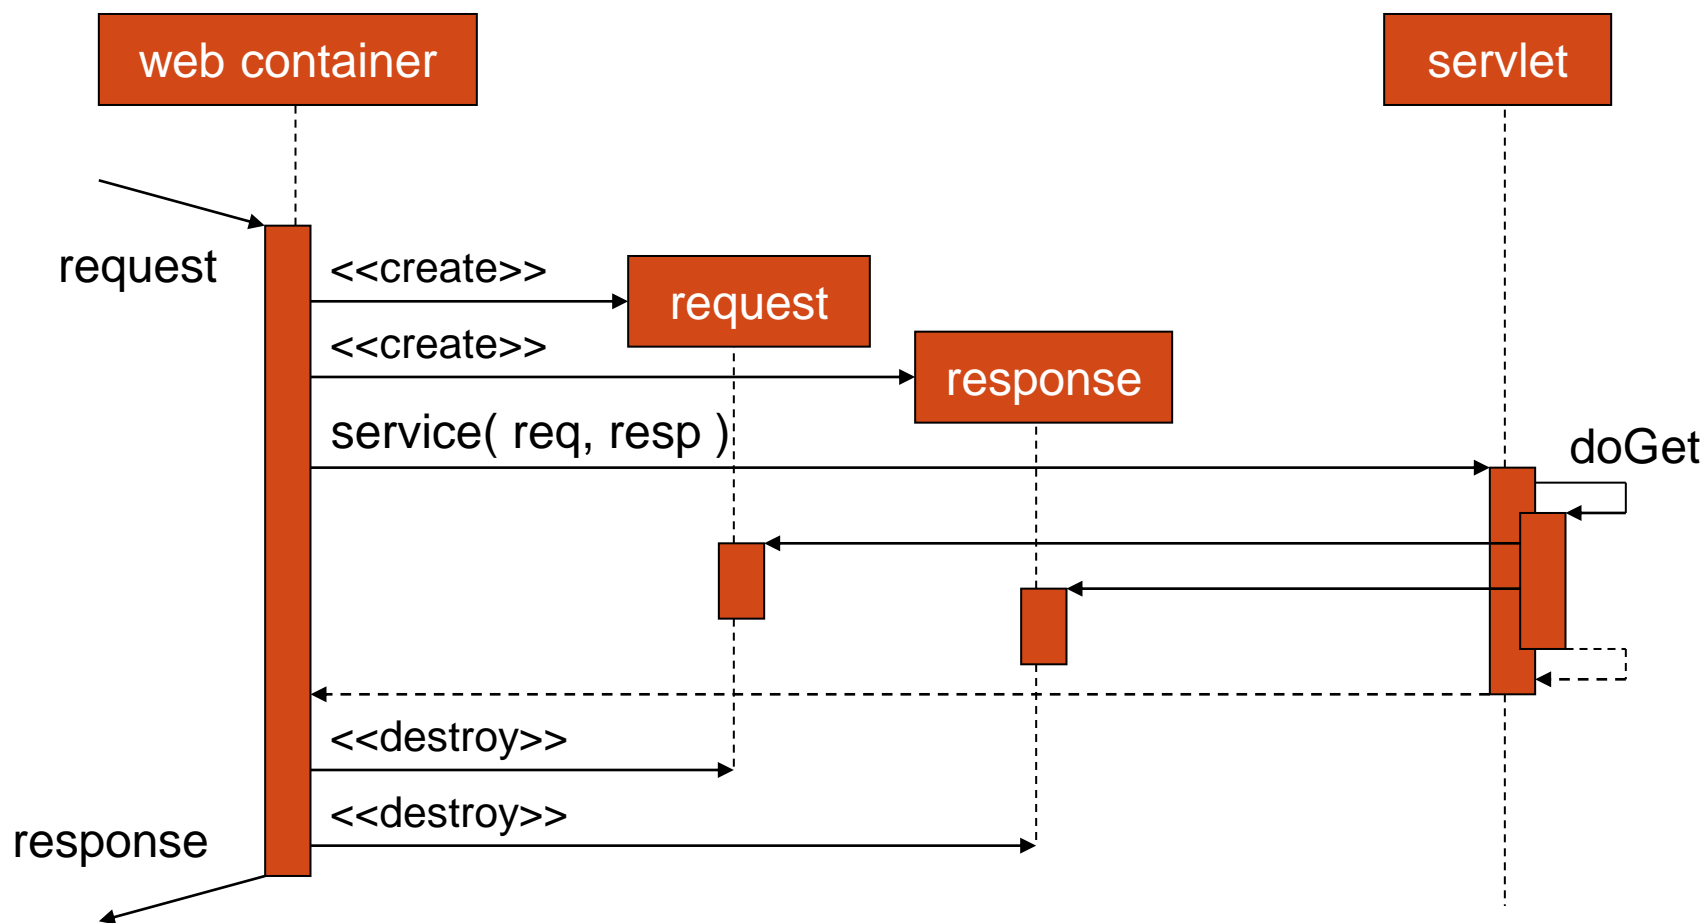 web container
servlet
request
<<create>>
request
<<create>>
response
service( req, resp )
doGet
<<destroy>>
<<destroy>>
response